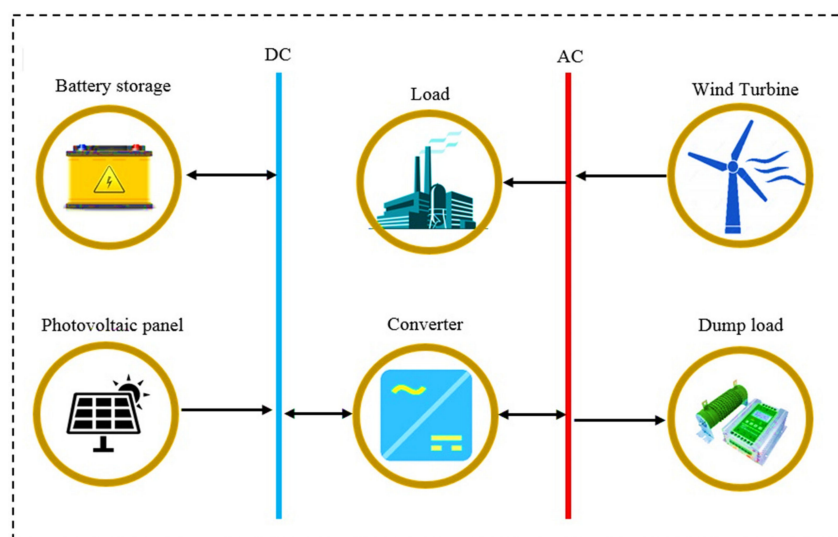 DC
AC
Battery storage
Load
Wind Turbine
Photovoltaic panel
Converter
Dump load